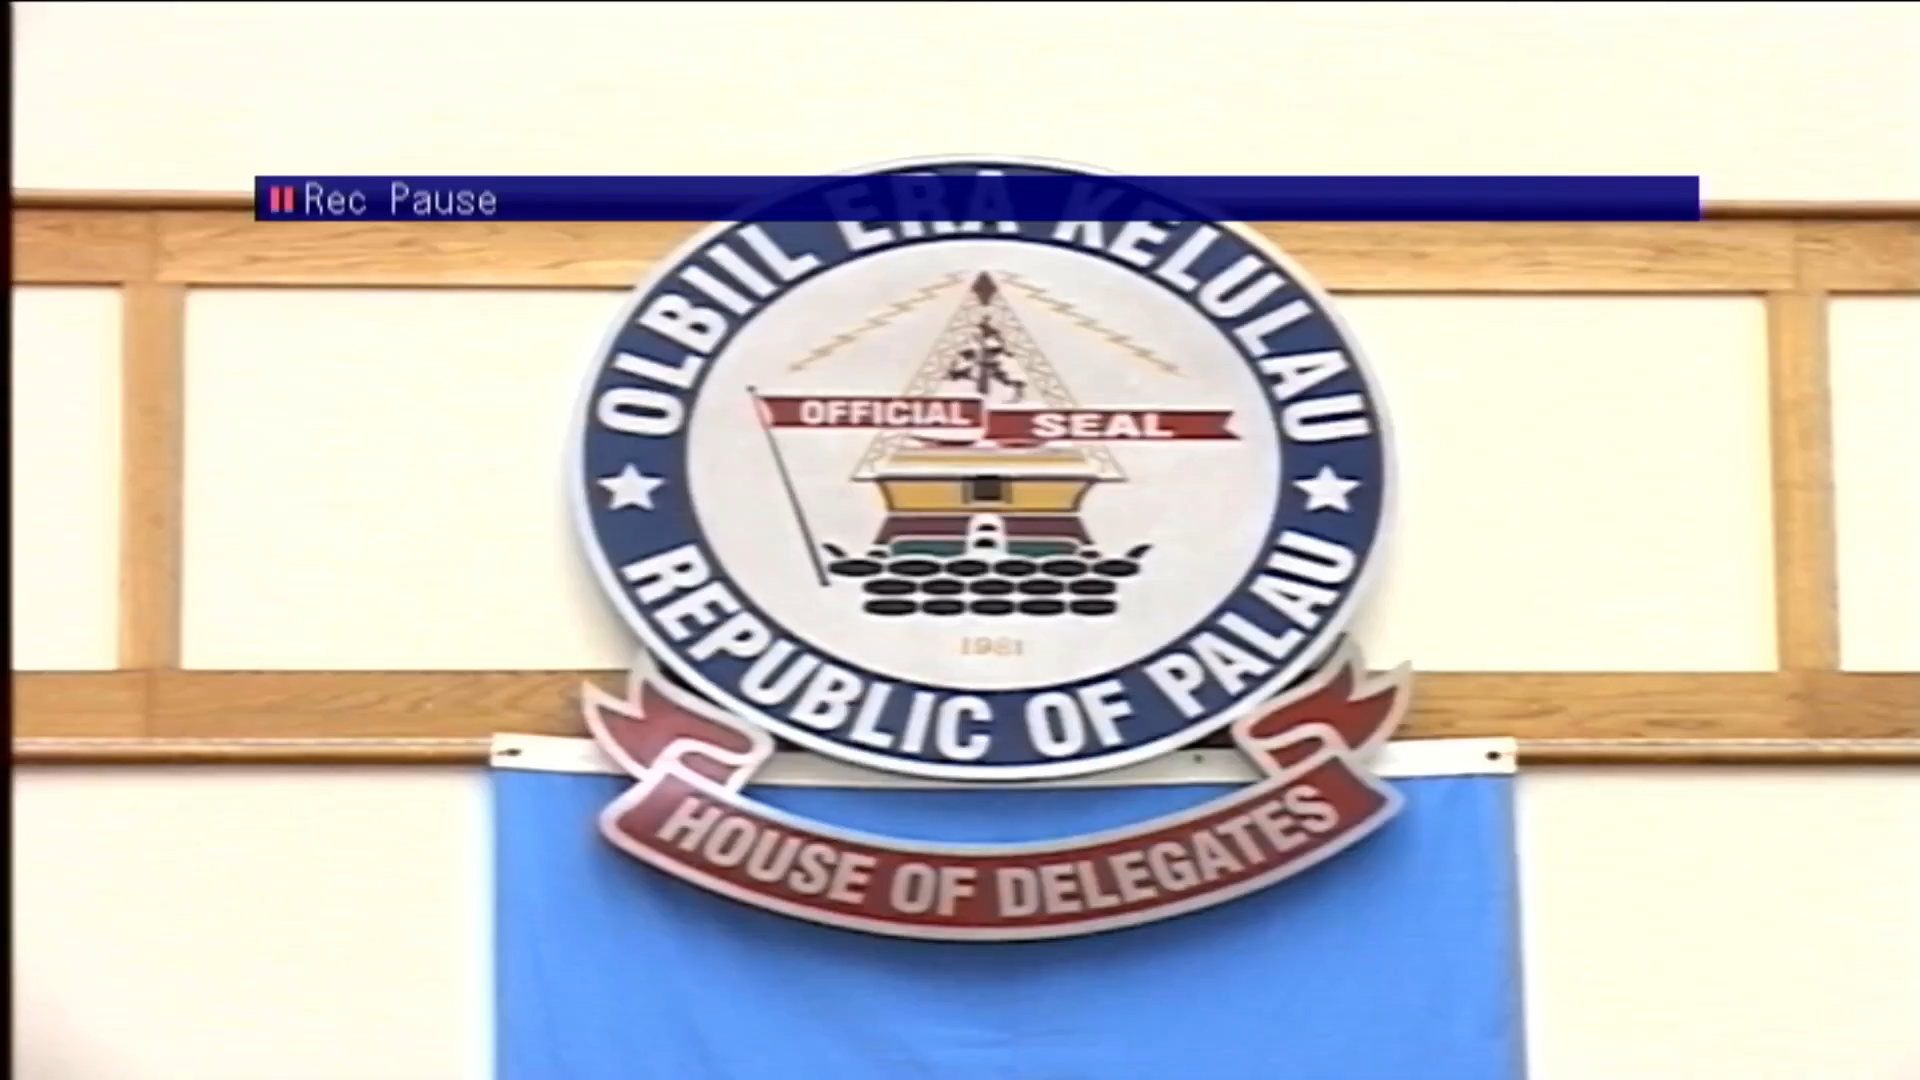 Rec Pause
OLBIIL ERA KELULAU
OFFICIAL SEAL
1981
REPUBLIC OF PALAU
HOUSE OF DELEGATES